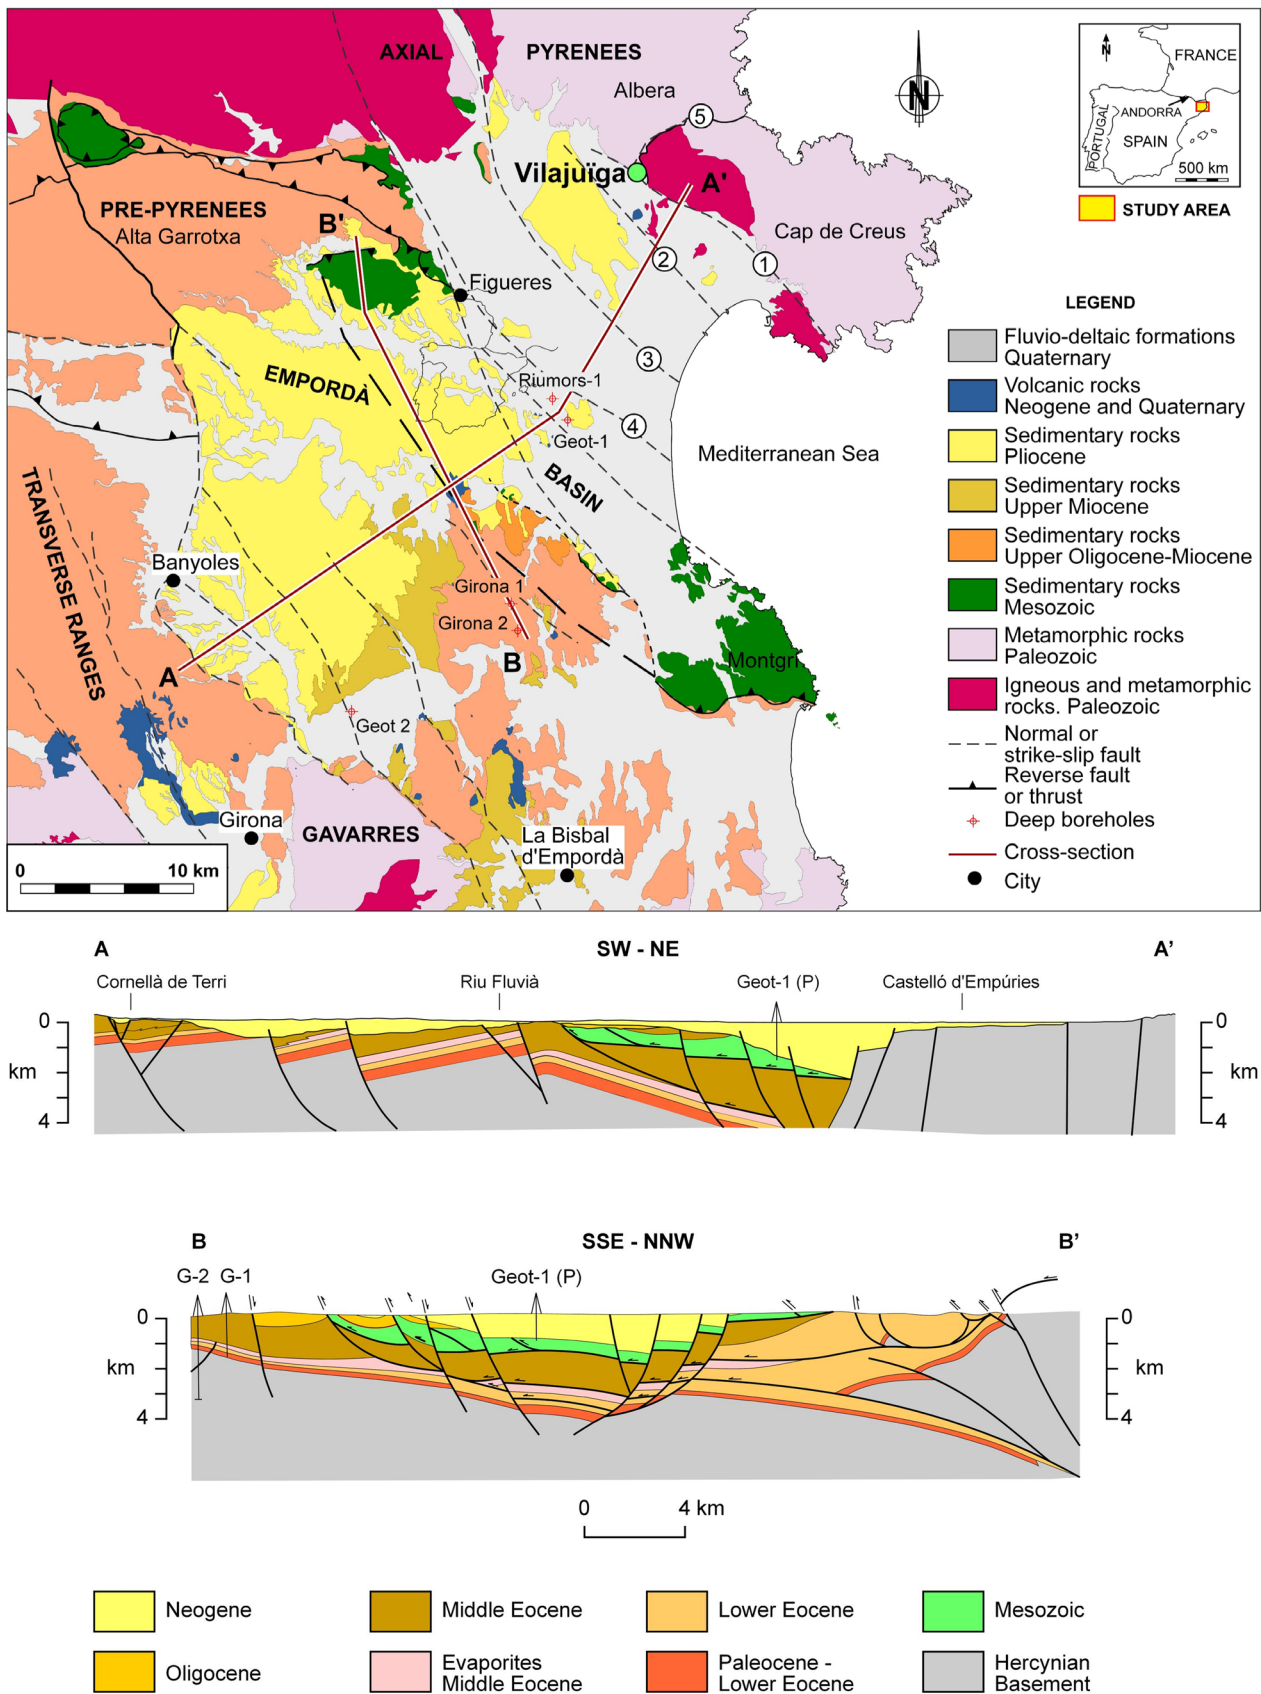 AXIAL
PYRENEES
Albera
5
N
N
FRANCE
ANDORRA
PORTUGAL
SPAIN
500 km
STUDY AREA
Vilajuïga
A'
PRE-PYRENEES
Alta Garrotxa
B'
Cap de Creus
2
1
Figueres
3
Riumors-1
EMPORDÀ
4
Geot-1
Mediterranean Sea
BASIN
TRANSVERSE RANGES
Banyoles
Girona 1
Girona 2
B
A
Montgrí
Geot 2
Girona
GAVARRES
La Bisbal
d'Empordà
0
10 km
LEGEND
Fluvio-deltaic formations
Quaternary
Volcanic rocks
Neogene and Quaternary
Sedimentary rocks
Pliocene
Sedimentary rocks
Upper Miocene
Sedimentary rocks
Upper Oligocene-Miocene
Sedimentary rocks
Mesozoic
Metamorphic rocks
Paleozoic
Igneous and metamorphic
rocks. Paleozoic
Normal or
strike-slip fault
Reverse fault
or thrust
Deep boreholes
Cross-section
City
A
SW - NE
A'
Cornellà de Terri
Riu Fluvià
Geot-1 (P)
Castelló d'Empúries
0
0
km
km
4
4
B
SSE - NNW
B'
G-2
G-1
Geot-1 (P)
0
0
km
km
4
4
0
4 km
Neogene
Middle Eocene
Lower Eocene
Mesozoic
Oligocene
Evaporites
Middle Eocene
Paleocene -
Lower Eocene
Hercynian
Basement